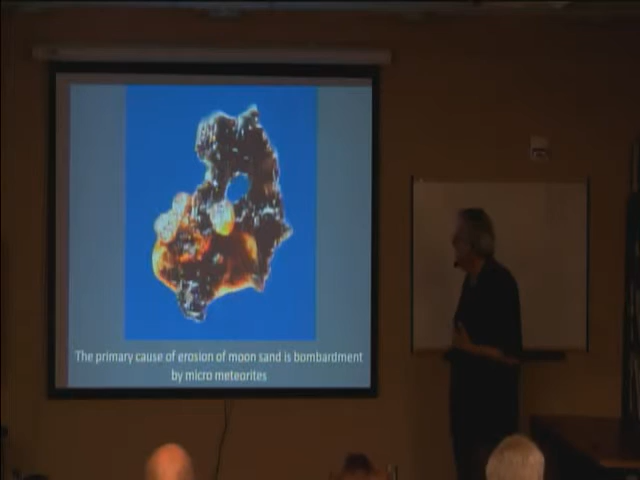 The primary cause of erosion of moon sand is bombardment
by micro meteorites